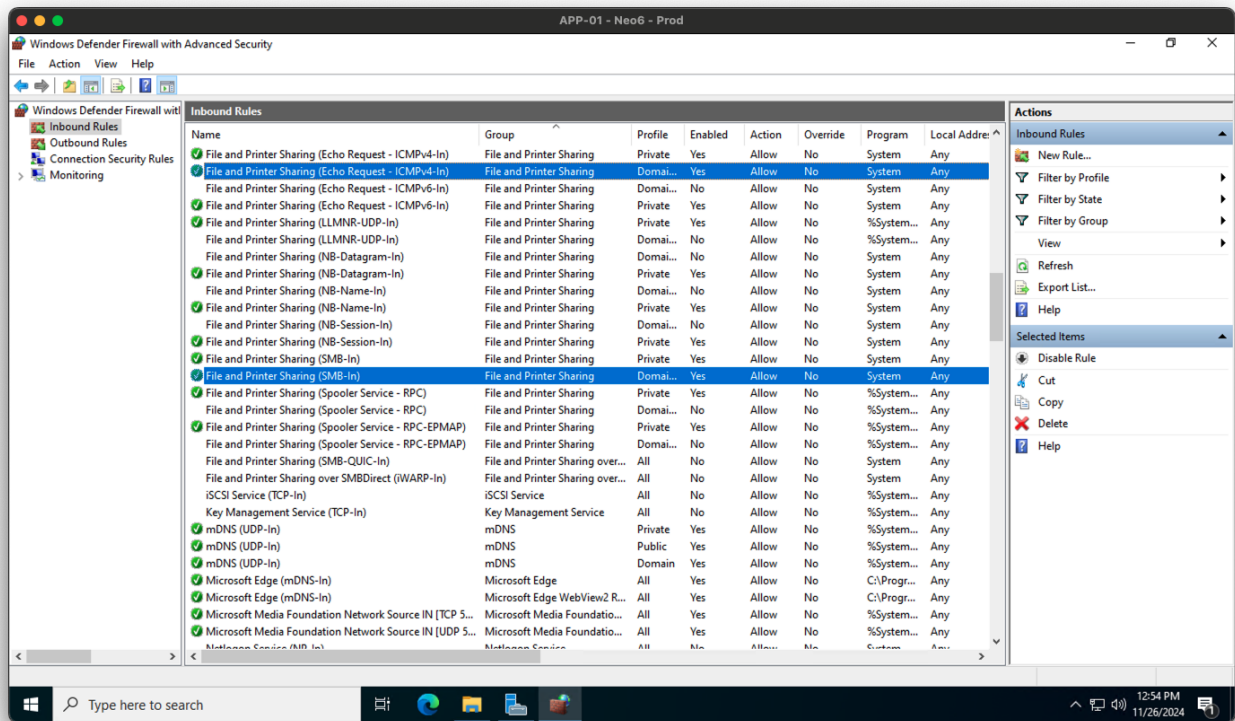 APP-01 - Neo6 - Prod
Windows Defender Firewall with Advanced Security
File Action View Help
Windows Defender Firewall witl
Inbound Rules
Outbound Rules
Connection Security Rules
Monitoring
Inbound Rules
Name Group Profile Enabled Action Override Program Local Addres
File and Printer Sharing (Echo Request - ICMPv4-In) File and Printer Sharing Private Yes Allow No System Any
File and Printer Sharing (Echo Request - ICMPv4-In) File and Printer Sharing Domai... Yes Allow No System Any
File and Printer Sharing (Echo Request - ICMPv6-In) File and Printer Sharing Domai... No Allow No System Any
File and Printer Sharing (Echo Request - ICMPv6-In) File and Printer Sharing Private Yes Allow No System Any
File and Printer Sharing (LLMNR-UDP-In) File and Printer Sharing Private Yes Allow No %System... Any
File and Printer Sharing (LLMNR-UDP-In) File and Printer Sharing Domai... No Allow No %System... Any
File and Printer Sharing (NB-Datagram-In) File and Printer Sharing Domai... No Allow No System Any
File and Printer Sharing (NB-Datagram-In) File and Printer Sharing Private Yes Allow No System Any
File and Printer Sharing (NB-Name-In) File and Printer Sharing Domai... No Allow No System Any
File and Printer Sharing (NB-Name-In) File and Printer Sharing Private Yes Allow No System Any
File and Printer Sharing (NB-Session-In) File and Printer Sharing Domai... No Allow No System Any
File and Printer Sharing (NB-Session-In) File and Printer Sharing Private Yes Allow No System Any
File and Printer Sharing (SMB-In) File and Printer Sharing Private Yes Allow No System Any
File and Printer Sharing (SMB-In) File and Printer Sharing Domai... Yes Allow No System Any
File and Printer Sharing (Spooler Service - RPC) File and Printer Sharing Private Yes Allow No %System... Any
File and Printer Sharing (Spooler Service - RPC) File and Printer Sharing Domai... No Allow No %System... Any
File and Printer Sharing (Spooler Service - RPC-EPMAP) File and Printer Sharing Private Yes Allow No %System... Any
File and Printer Sharing (Spooler Service - RPC-EPMAP) File and Printer Sharing Domai... No Allow No %System... Any
File and Printer Sharing (SMB-QUIC-In) File and Printer Sharing over... All No Allow No System Any
File and Printer Sharing over SMBDirect (iWARP-In) File and Printer Sharing over... All No Allow No System Any
iSCSI Service (TCP-In) iSCSI Service All No Allow No %System... Any
Key Management Service (TCP-In) Key Management Service All No Allow No %System... Any
mDNS (UDP-In) mDNS Private Yes Allow No %System... Any
mDNS (UDP-In) mDNS Public Yes Allow No %System... Any
mDNS (UDP-In) mDNS Domain Yes Allow No %System... Any
Microsoft Edge (mDNS-In) Microsoft Edge All Yes Allow No C:\Progr... Any
Microsoft Edge (mDNS-In) Microsoft Edge WebView2 R... All Yes Allow No C:\Progr... Any
Microsoft Media Foundation Network Source IN [TCP 5... Microsoft Media Foundatio... All Yes Allow No %System... Any
Microsoft Media Foundation Network Source IN [UDP 5... Microsoft Media Foundatio... All Yes Allow No %System... Any
Netlogon Service (NP-In) Netlogon Service All No Allow No System Any
Actions
Inbound Rules
New Rule...
Filter by Profile
Filter by State
Filter by Group
View
Refresh
Export List...
Help
Selected Items
Disable Rule
Cut
Copy
Delete
Help
Type here to search
12:54 PM
11/26/2024
1